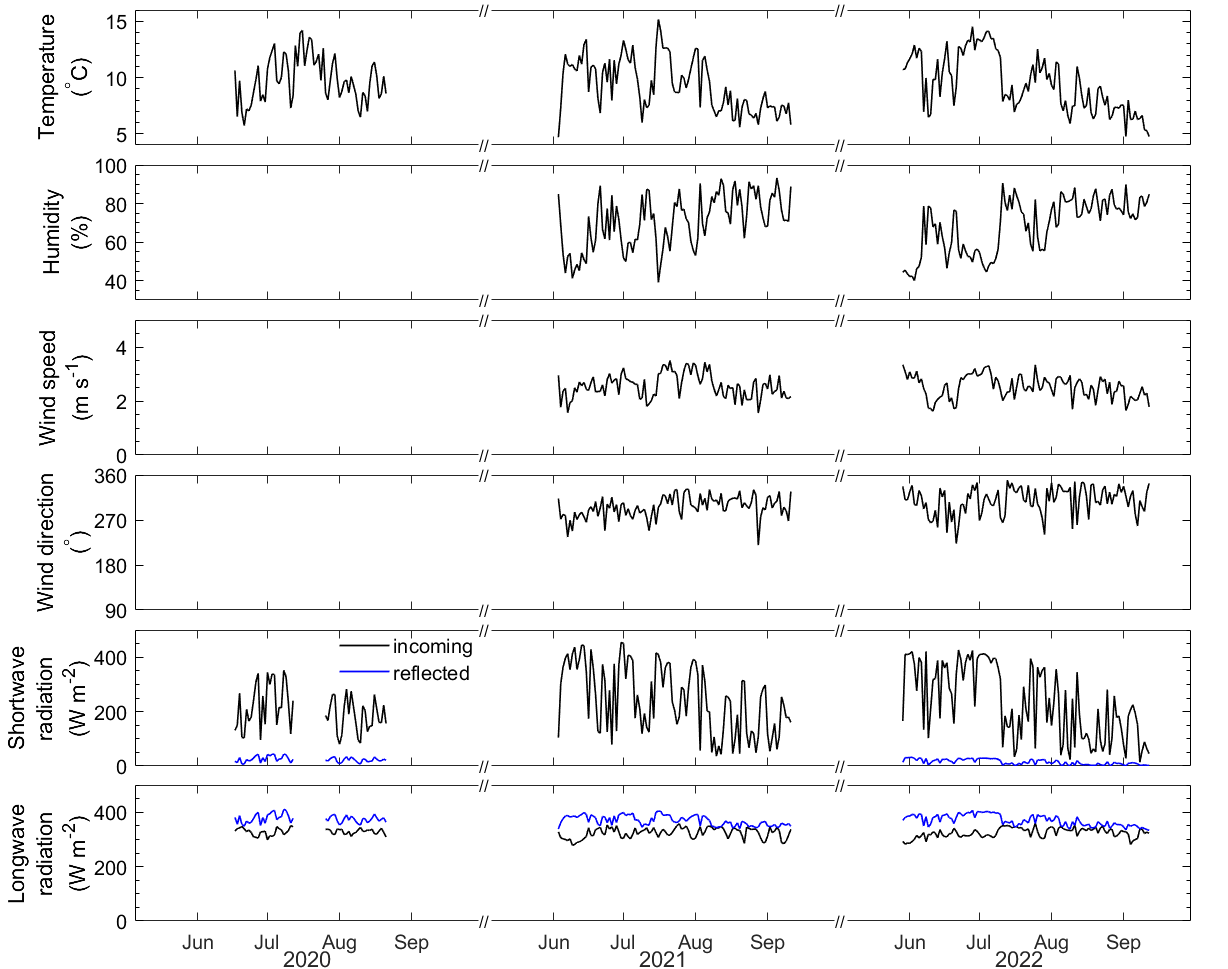 Temperature
(°C)
15
10
5
Humidity
(%)
100
80
60
40
Wind speed
(m s-1)
4
2
0
Wind direction
(°)
360
270
180
90
Shortwave
radiation
(W m-2)
400
200
0
incoming
reflected
Longwave
radiation
(W m-2)
400
200
0
Jun Jul Aug Sep Jun Jul Aug Sep Jun Jul Aug Sep
2020 2021 2022